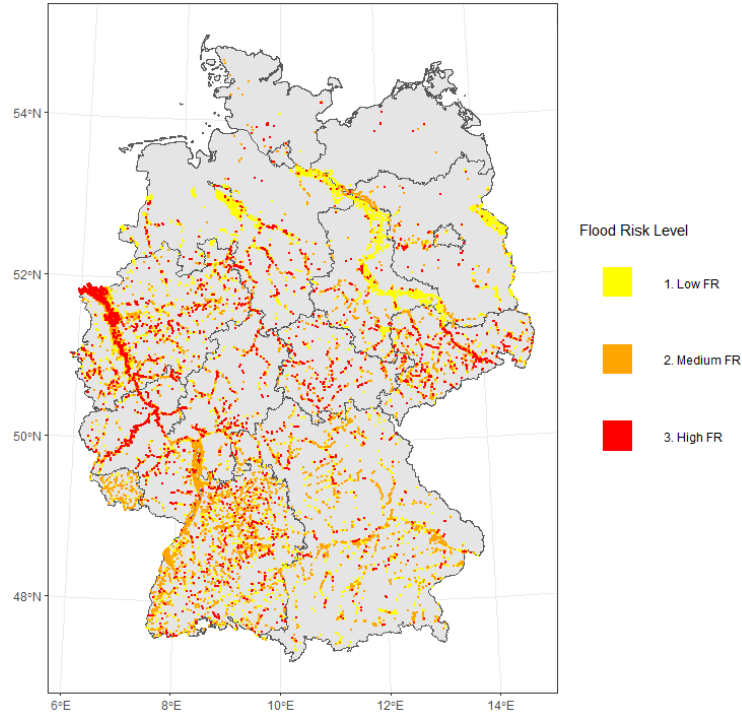 54°N
52°N
50°N
48°N
6°E
8°E
10°E
12°E
14°E
Flood Risk Level
1. Low FR
2. Medium FR
3. High FR